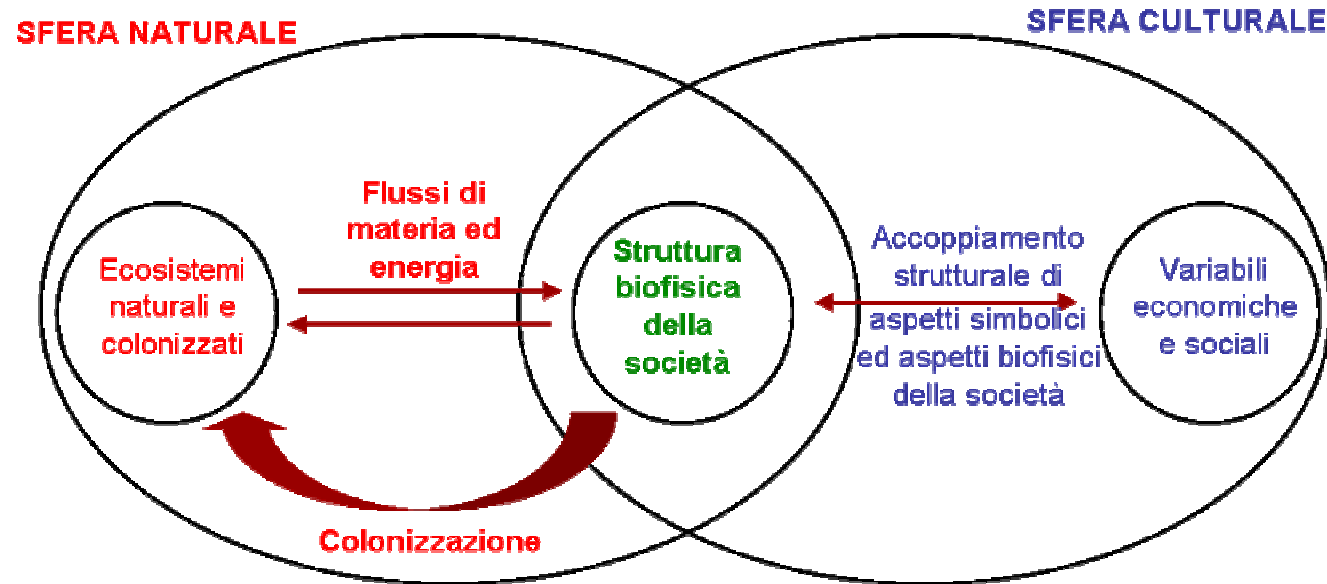 SFERA NATURALE
SFERA CULTURALE
Flussi di
materia ed
energia
Ecosistemi
naturali e
colonizzati
Struttura
biofisica
della
società
Accoppiamento
strutturale di
aspetti simbolici
ed aspetti biofisici
della società
Variabili
economiche
e sociali
Colonizzazione